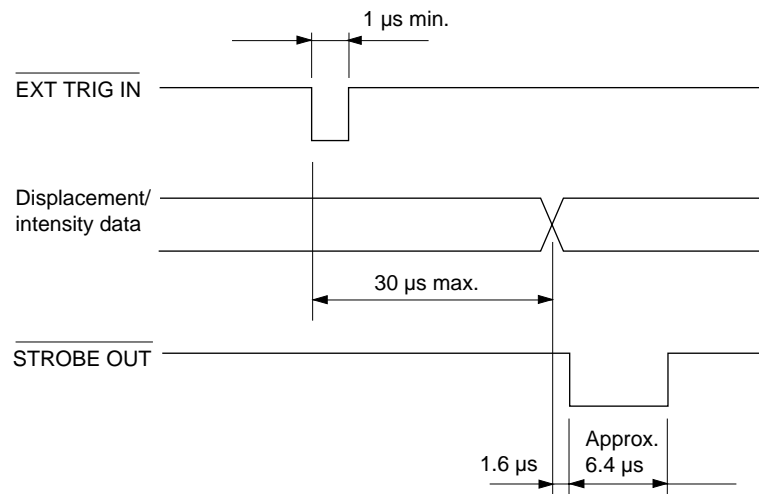 1 µs min.
EXT TRIG IN
Displacement/
intensity data
30 µs max.
STROBE OUT
Approx.
1.6 µs 6.4 µs